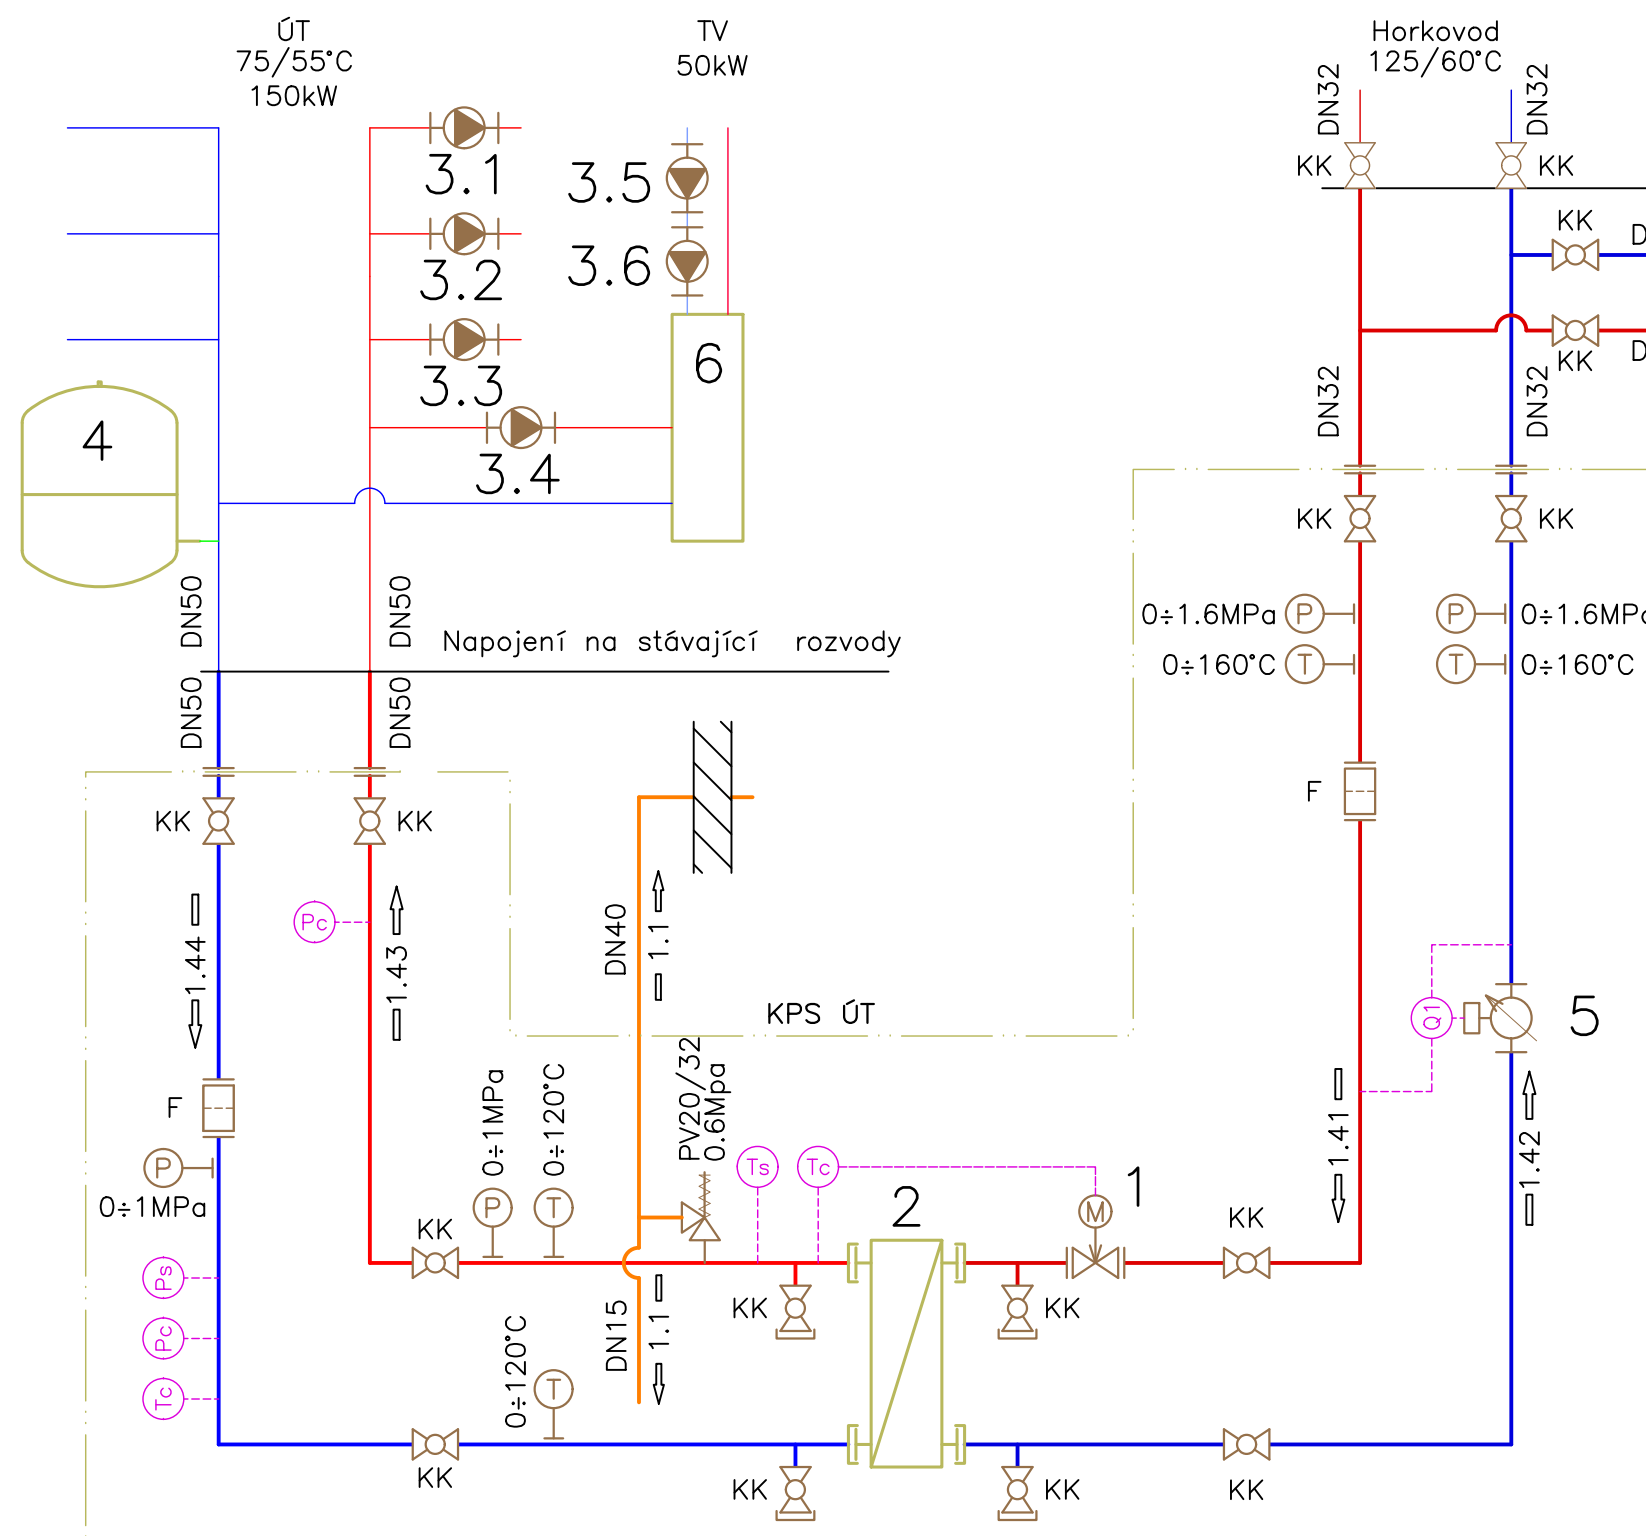 ÚT
75/55°C
150kW
TV
50kW
Horkovod
125/60°C
DN32
DN32
KK
KK
KK
D
KK
D
3.1
3.2
3.3
3.4
3.5
3.6
6
4
DN32
DN32
KK
KK
DN50
DN50
Napojení na stávající rozvody
DN50
DN50
0÷1.6MPa
P
P
0÷1.6MPa
0÷160°C
T
T
0÷160°C
F
KK
KK
Pc
1.44
1.43
DN40
1.1
KPS ÚT
Q1
5
F
P
0÷1MPa
0÷1MPa
0÷120°C
PV20/32
0.6Mpa
Ts
Tc
1
M
2
1.41
1.42
P
T
KK
KK
Ps
Pc
Tc
KK
KK
DN15
1.1
0÷120°C
T
KK
KK
KK
KK